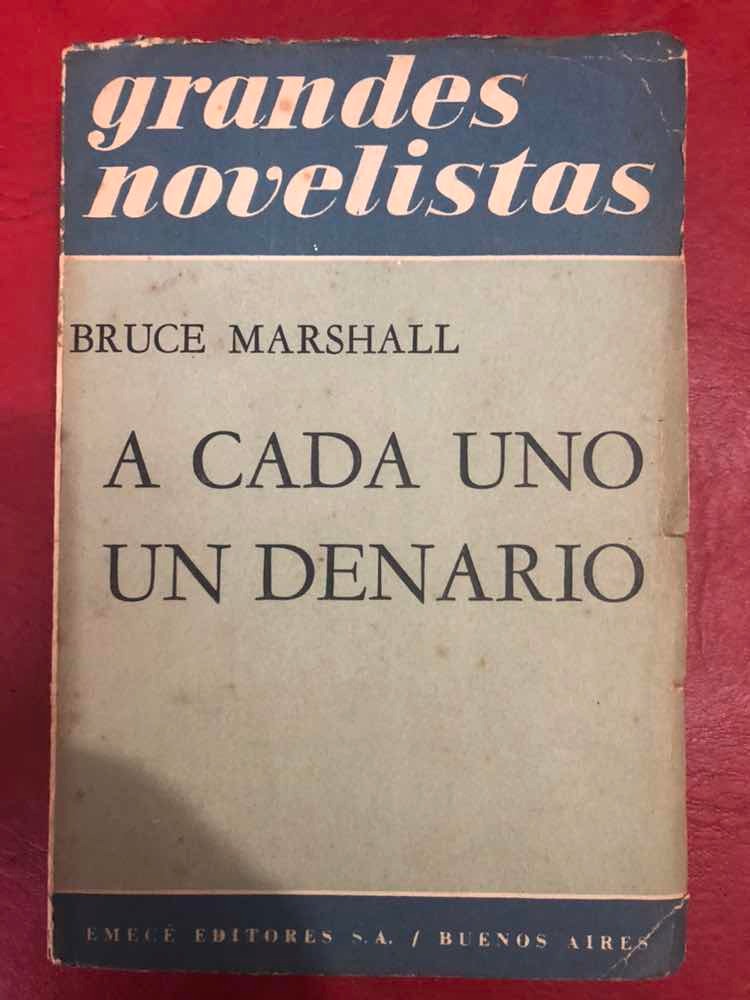 grandes
novelistas
BRUCE MARSHALL
A CADA UNO
UN DENARIO
EMECÉ EDITORES S.A. / BUENOS AIRES